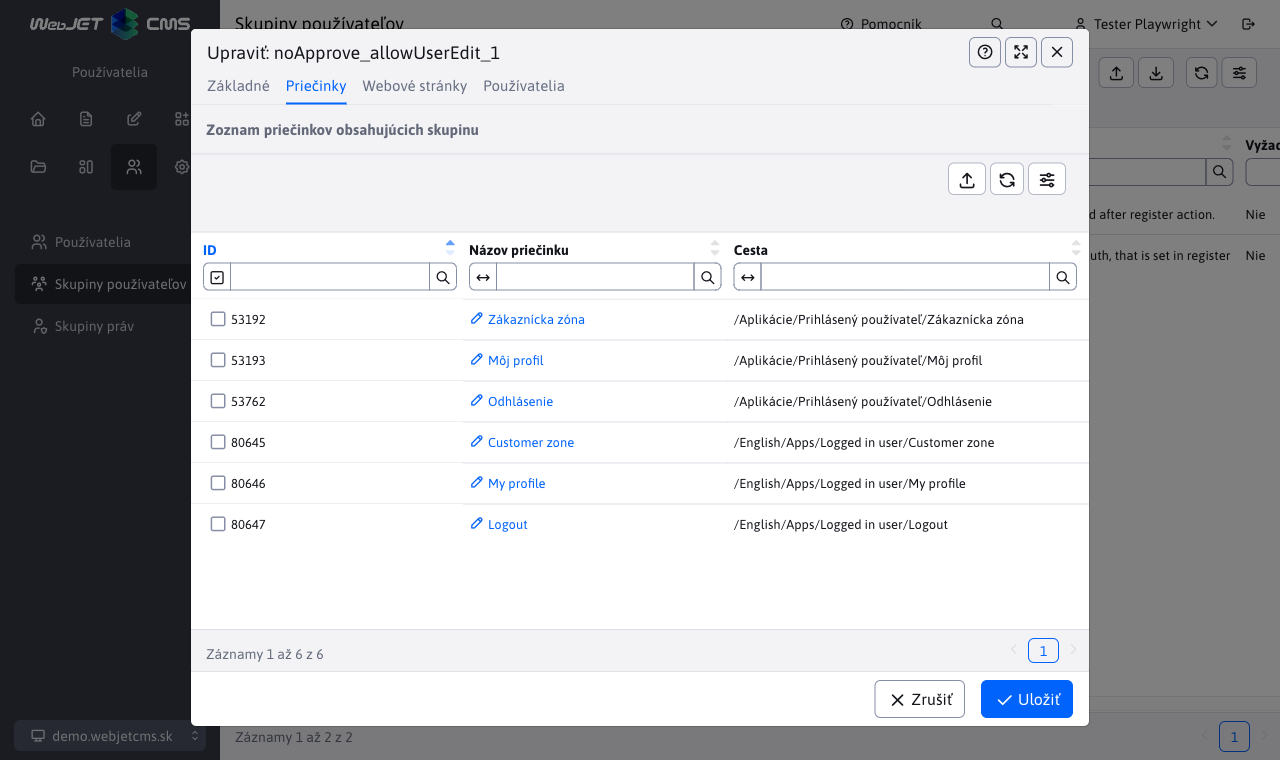 WebJET CMS
Skupiny používateľov
Pomocník
Tester Playwright
Používatelia
Používatelia
Skupiny používateľov
Skupiny práv
demo.webjetcms.sk
Upraviť: noApprove_allowUserEdit_1
Základné Priečinky Webové stránky Používatelia
Zoznam priečinkov obsahujúcich skupinu
ID Názov priečinku Cesta
53192 Zákaznícka zóna /Aplikácie/Prihlásený používateľ/Zákaznícka zóna
53193 Môj profil /Aplikácie/Prihlásený používateľ/Môj profil
53762 Odhlásenie /Aplikácie/Prihlásený používateľ/Odhlásenie
80645 Customer zone /English/Apps/Logged in user/Customer zone
80646 My profile /English/Apps/Logged in user/My profile
80647 Logout /English/Apps/Logged in user/Logout
Záznamy 1 až 6 z 6
1
Zrušiť Uložiť
d after register action. Nie
uth, that is set in register Nie
Záznamy 1 až 2 z 2
1